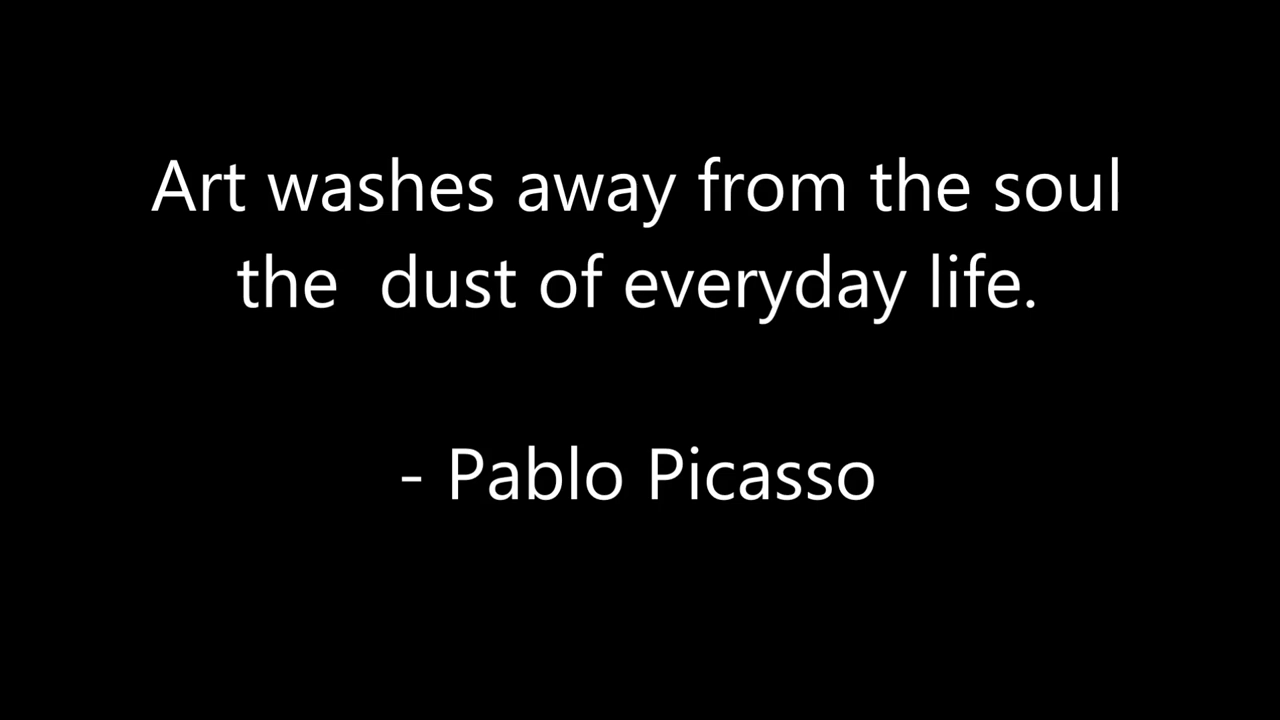 Art washes away from the soul
the  dust of everyday life.
- Pablo Picasso